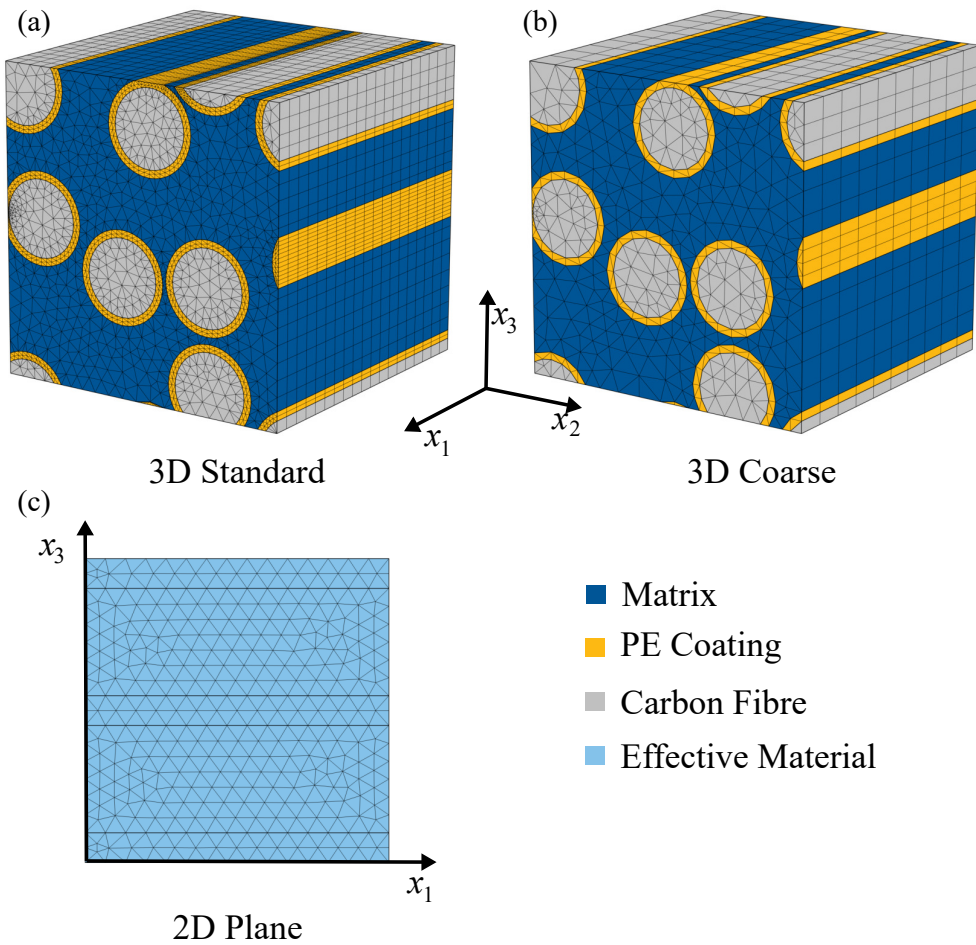 (a)
(b)
x3
x1
x2
3D Standard
3D Coarse
(c)
x3
x1
2D Plane
Matrix
PE Coating
Carbon Fibre
Effective Material